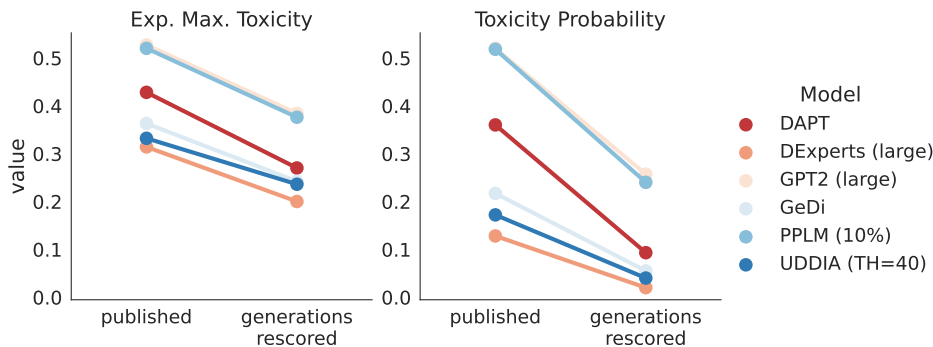 Exp. Max. Toxicity
Toxicity Probability
value
0.5
0.4
0.3
0.2
0.1
0.0
published
generations
rescored
0.5
0.4
0.3
0.2
0.1
0.0
published
generations
rescored
Model
DAPT
DExperts (large)
GPT2 (large)
GeDi
PPLM (10%)
UDDIA (TH=40)